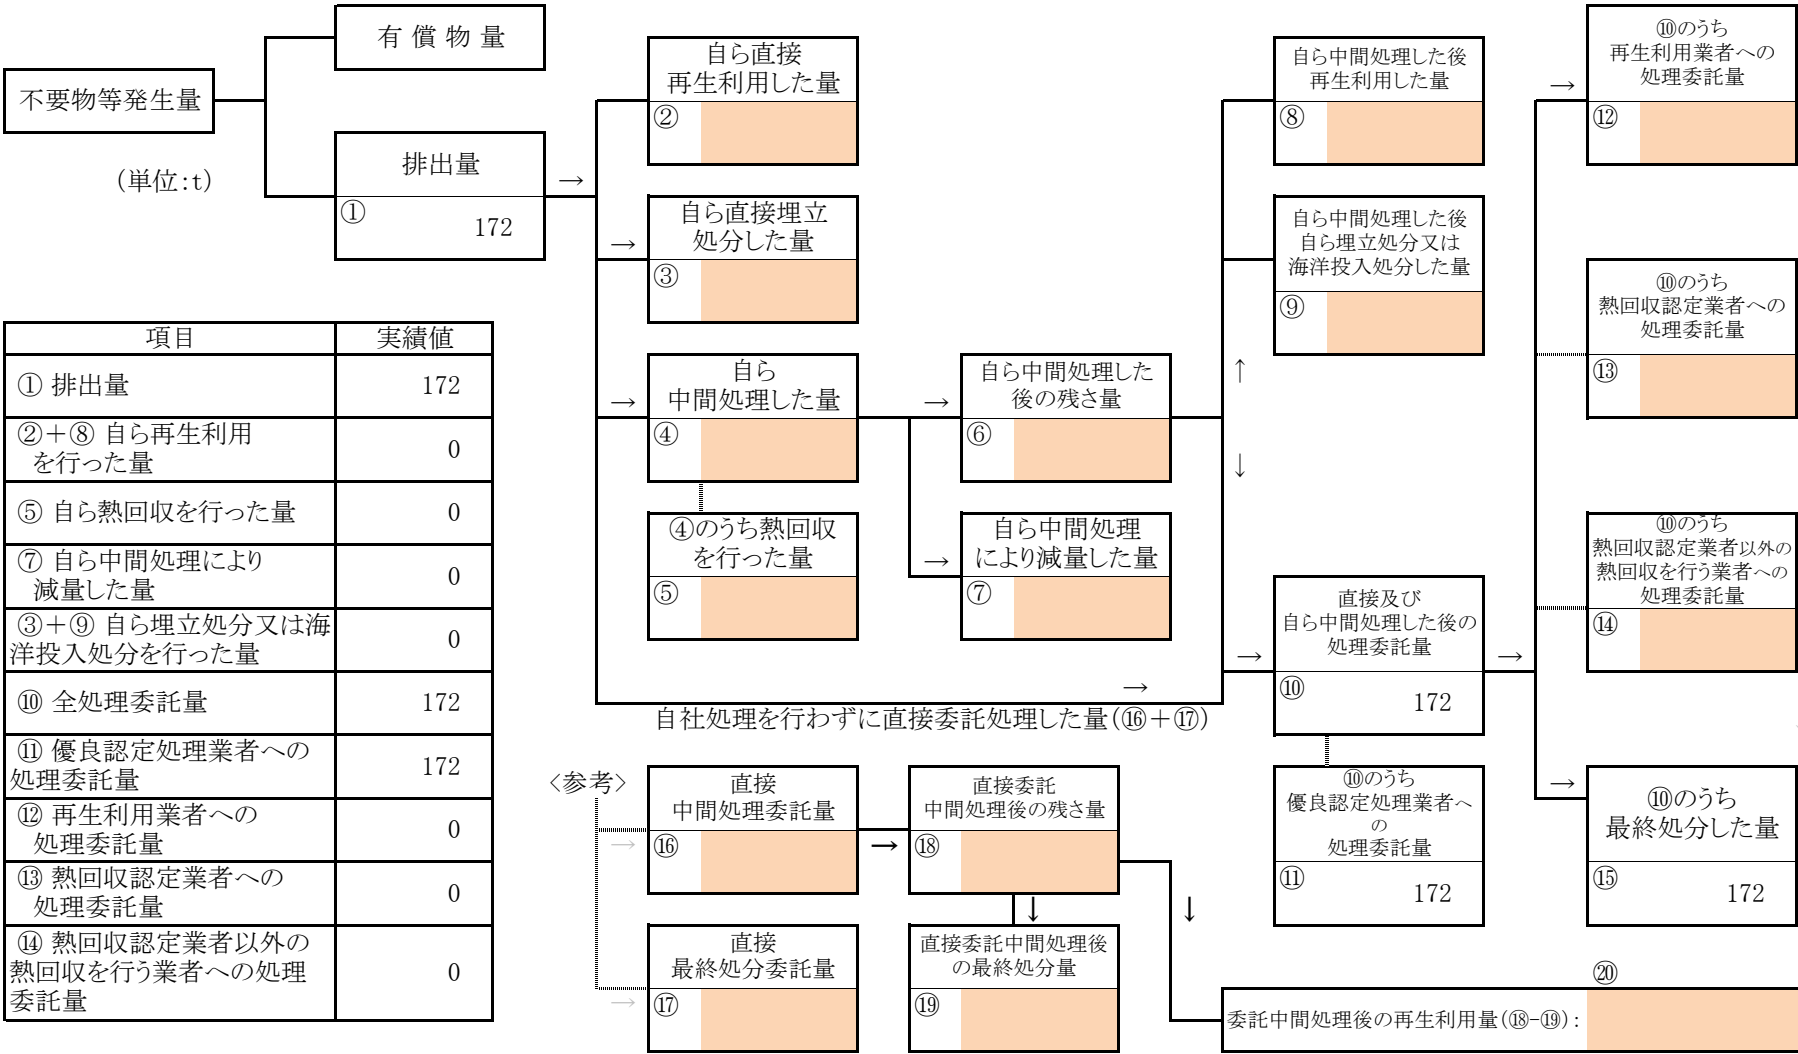 有 償 物 量
不要物等発生量
(単位:t)
排出量
→
①
172
自ら直接
再生利用した量
②
→
自ら直接埋立
処分した量
③
→
自ら
中間処理した量
④
④のうち熱回収
を行った量
⑤
→
自ら中間処理した
後の残さ量
⑥
→
自ら中間処理
により減量した量
⑦
自ら中間処理した後
再生利用した量
⑧
自ら中間処理した後
自ら埋立処分又は
海洋投入処分した量
⑨
↑
↓
→
自社処理を行わずに直接委託処理した量(⑯+⑰)
→
直接及び
自ら中間処理した後の
処理委託量
⑩
172
→
⑩のうち
優良認定処理業者へ
の
処理委託量
⑪
172
→
⑩のうち
再生利用業者への
処理委託量
⑫
⑩のうち
熱回収認定業者への
処理委託量
⑬
⑩のうち
熱回収認定業者以外の
熱回収を行う業者への
処理委託量
⑭
→
⑩のうち
最終処分した量
⑮
172
項目 実績値
① 排出量 172
②+⑧ 自ら再生利用
を行った量 0
⑤ 自ら熱回収を行った量 0
⑦ 自ら中間処理により
減量した量 0
③+⑨ 自ら埋立処分又は海
洋投入処分を行った量 0
⑩ 全処理委託量 172
⑪ 優良認定処理業者への
処理委託量 172
⑫ 再生利用業者への
処理委託量 0
⑬ 熱回収認定業者への
処理委託量 0
⑭ 熱回収認定業者以外の
熱回収を行う業者への処理
委託量 0
<参考>
→
直接
中間処理委託量
⑯
→
直接委託
中間処理後の残さ量
⑱
↓
↓
→
直接
最終処分委託量
⑰
直接委託中間処理後
の最終処分量
⑲
⑳
委託中間処理後の再生利用量(⑱-⑲):